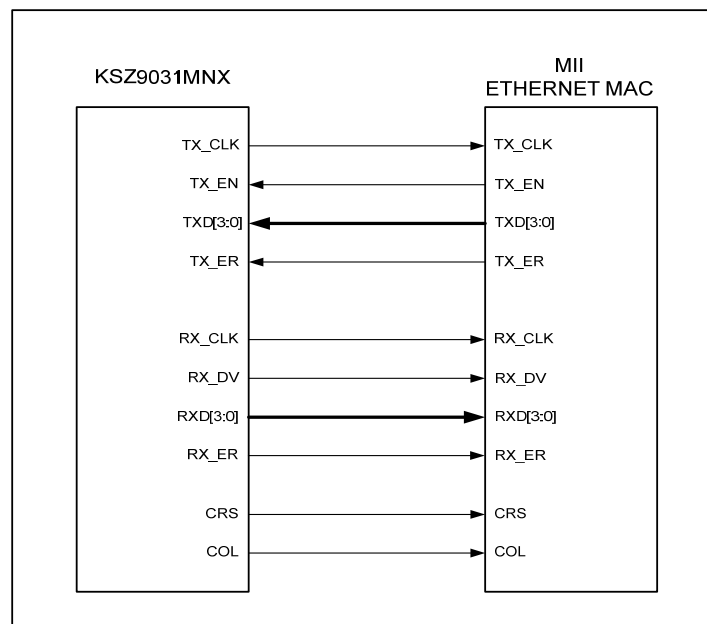 KSZ9031MNX
MII
ETHERNET MAC
TX_CLK TX_CLK
TX_EN TX_EN
TXD[3:0] TXD[3:0]
TX_ER TX_ER
RX_CLK RX_CLK
RX_DV RX_DV
RXD[3:0] RXD[3:0]
RX_ER RX_ER
CRS CRS
COL COL